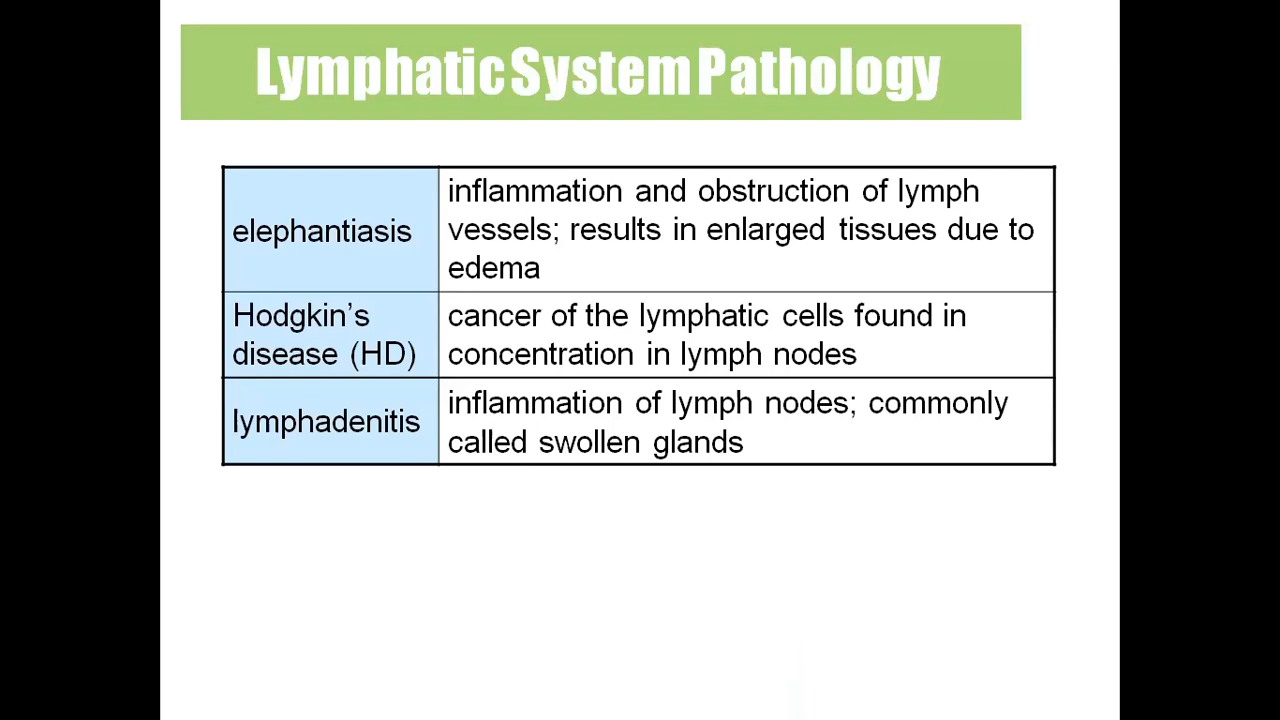 Lymphatic System Pathology
elephantiasis
inflammation and obstruction of lymph
vessels; results in enlarged tissues due to
edema
Hodgkin’s
disease (HD)
cancer of the lymphatic cells found in
concentration in lymph nodes
lymphadenitis
inflammation of lymph nodes; commonly
called swollen glands